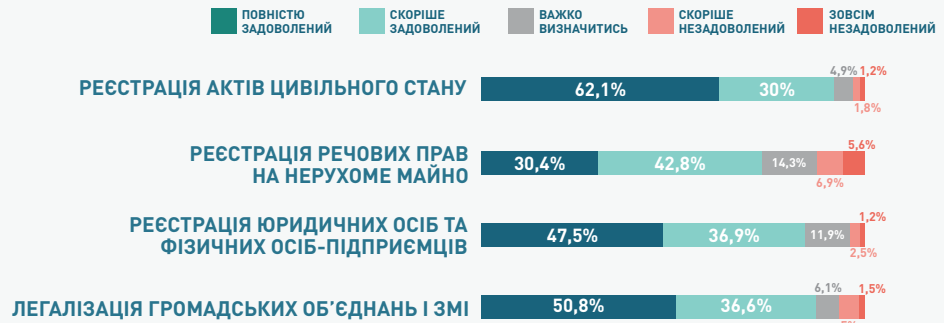 ПОВНІСТЮ
ЗАДОВОЛЕНИЙ
СКОРІШЕ
ЗАДОВОЛЕНИЙ
ВАЖКО
ВИЗНАЧИТИСЬ
СКОРІШЕ
НЕЗАДОВОЛЕНИЙ
ЗОВСІМ
НЕЗАДОВОЛЕНИЙ
РЕЄСТРАЦІЯ АКТІВ ЦИВІЛЬНОГО СТАНУ
62,1% 30% 4,9% 1,8% 1,2%
РЕЄСТРАЦІЯ РЕЧОВИХ ПРАВ
НА НЕРУХОМЕ МАЙНО
30,4% 42,8% 14,3% 6,9% 5,6%
РЕЄСТРАЦІЯ ЮРИДИЧНИХ ОСІБ ТА
ФІЗИЧНИХ ОСІБ-ПІДПРИЄМЦІВ
47,5% 36,9% 11,9% 2,5% 1,2%
ЛЕГАЛІЗАЦІЯ ГРОМАДСЬКИХ ОБ’ЄДНАНЬ І ЗМІ
50,8% 36,6% 6,1% 1,5%